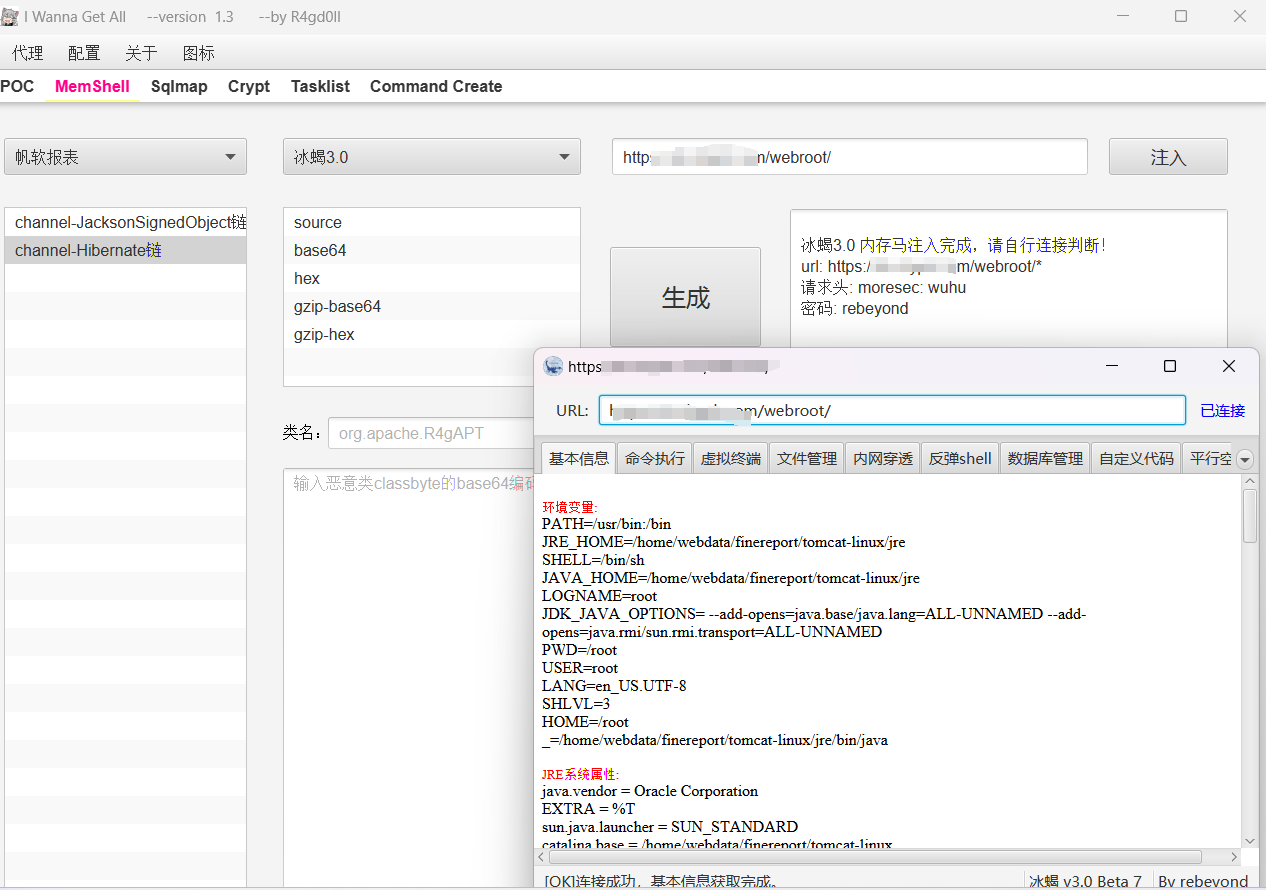 I Wanna Get All --version 1.3 --by R4gd0ll
代理 配置 关于 图标
POC MemShell Sqlmap Crypt Tasklist Command Create
帆软报表 冰蝎3.0 http m/webroot/ 注入
channel-JacksonSignedObject链
channel-Hibernate链
source
base64
hex
gzip-base64
gzip-hex
生成
冰蝎3.0 内存马注入完成，请自行连接判断!
url: https:/ m/webroot/*
请求头: moresec: wuhu
密码: rebeyond
类名： org.apache.R4gAPT
输入恶意类classbyte的base64编码
https
URL: m/webroot/ 已连接
基本信息 命令执行 虚拟终端 文件管理 内网穿透 反弹shell 数据库管理 自定义代码 平行空
环境变量:
PATH=/usr/bin:/bin
JRE_HOME=/home/webdata/finereport/tomcat-linux/jre
SHELL=/bin/sh
JAVA_HOME=/home/webdata/finereport/tomcat-linux/jre
LOGNAME=root
JDK_JAVA_OPTIONS= --add-opens=java.base/java.lang=ALL-UNNAMED --add-
opens=java.rmi/sun.rmi.transport=ALL-UNNAMED
PWD=/root
USER=root
LANG=en_US.UTF-8
SHLVL=3
HOME=/root
_=/home/webdata/finereport/tomcat-linux/jre/bin/java
JRE系统属性:
java.vendor = Oracle Corporation
EXTRA = %T
sun.java.launcher = SUN_STANDARD
catalina.base = /home/webdata/finereport/tomcat-linux
[OK]连接成功，基本信息获取完成。 冰蝎 v3.0 Beta 7 By rebeyond